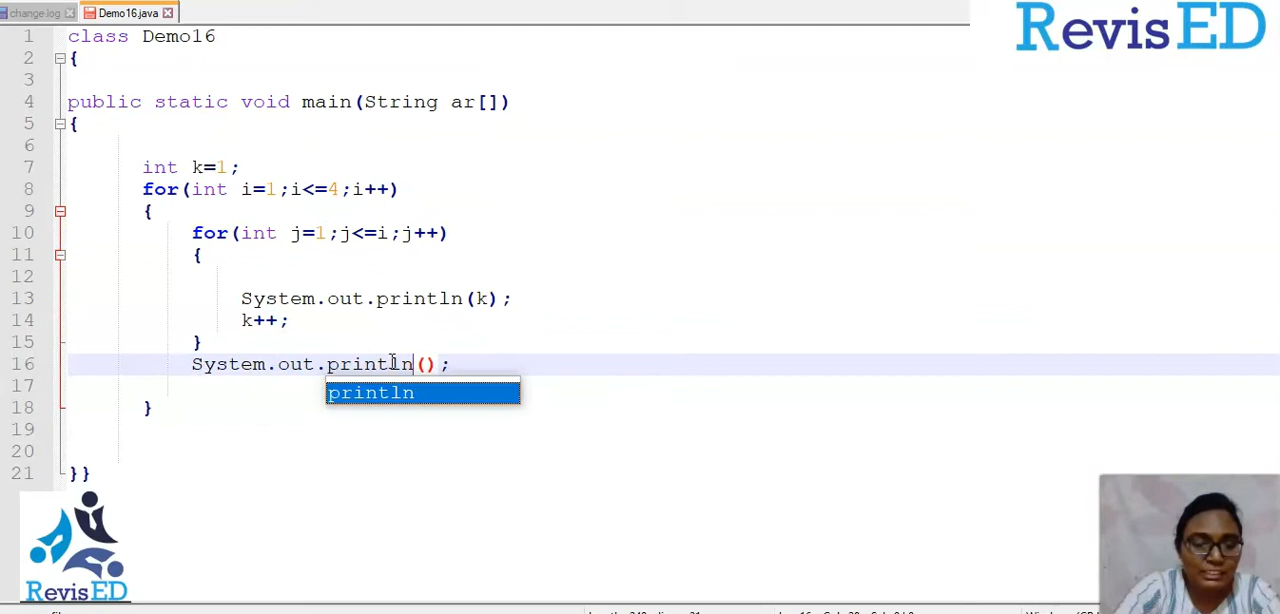 change.log
Demo16.java
RevisED
1 class Demo16
2 {
3
4 public static void main(String ar[])
5 {
6
7 int k=1;
8 for(int i=1;i<=4;i++)
9 {
10 for(int j=1;j<=i;j++)
11 {
12
13 System.out.println(k);
14 k++;
15 }
16 System.out.println();
println
17
18 }
19
20
21 }}
RevisED